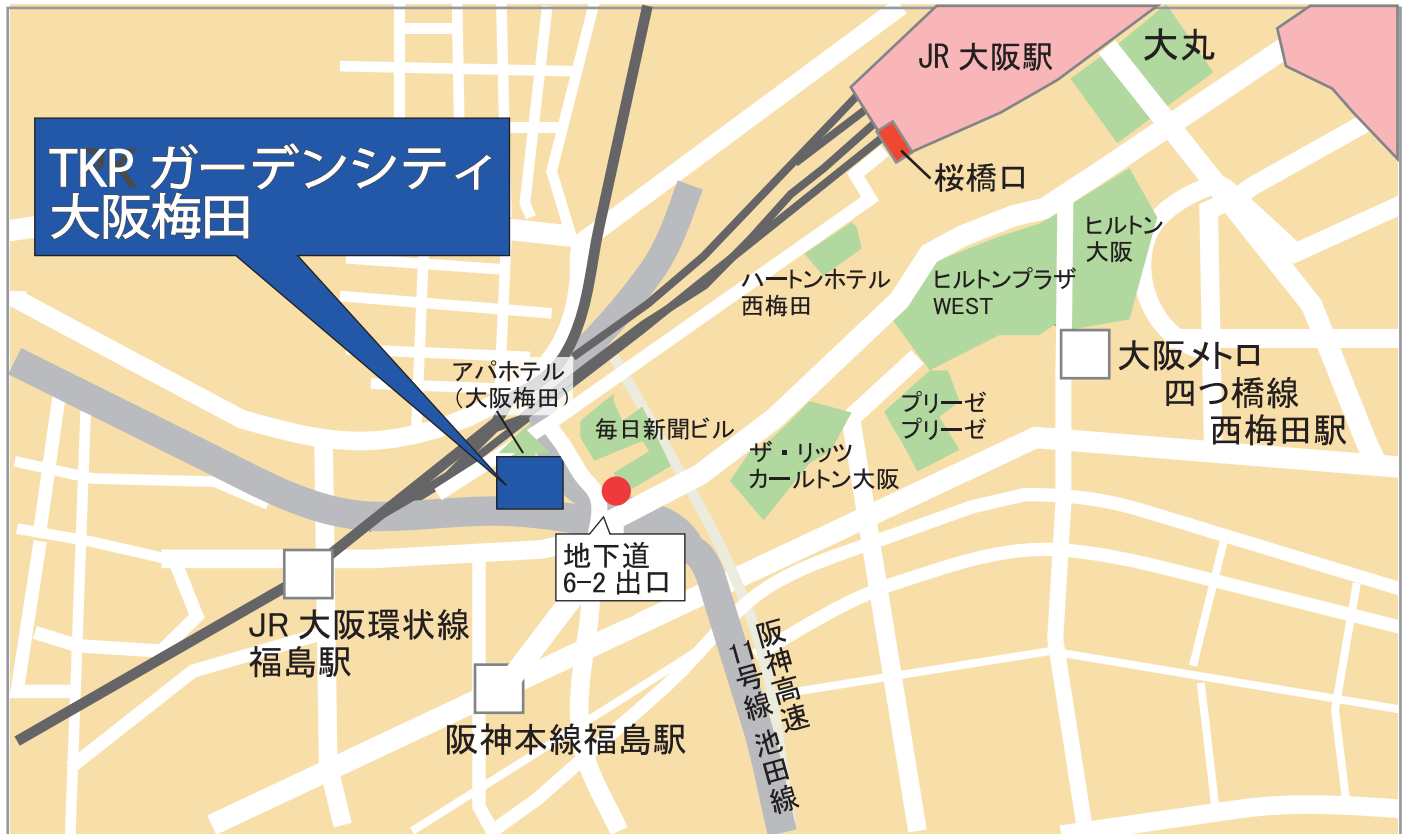 JR 大阪駅
大丸
TKP ガーデンシティ
大阪梅田
桜橋口
ヒルトン
大阪
ハートンホテル
西梅田
ヒルトンプラザ
WEST
大阪メトロ
四つ橋線
西梅田駅
アパホテル
(大阪梅田)
毎日新聞ビル
ブリーゼ
ブリーゼ
ザ・リッツ
カールトン大阪
地下道
6-2 出口
JR 大阪環状線
福島駅
阪神本線福島駅
阪神高速
11号線 池田線